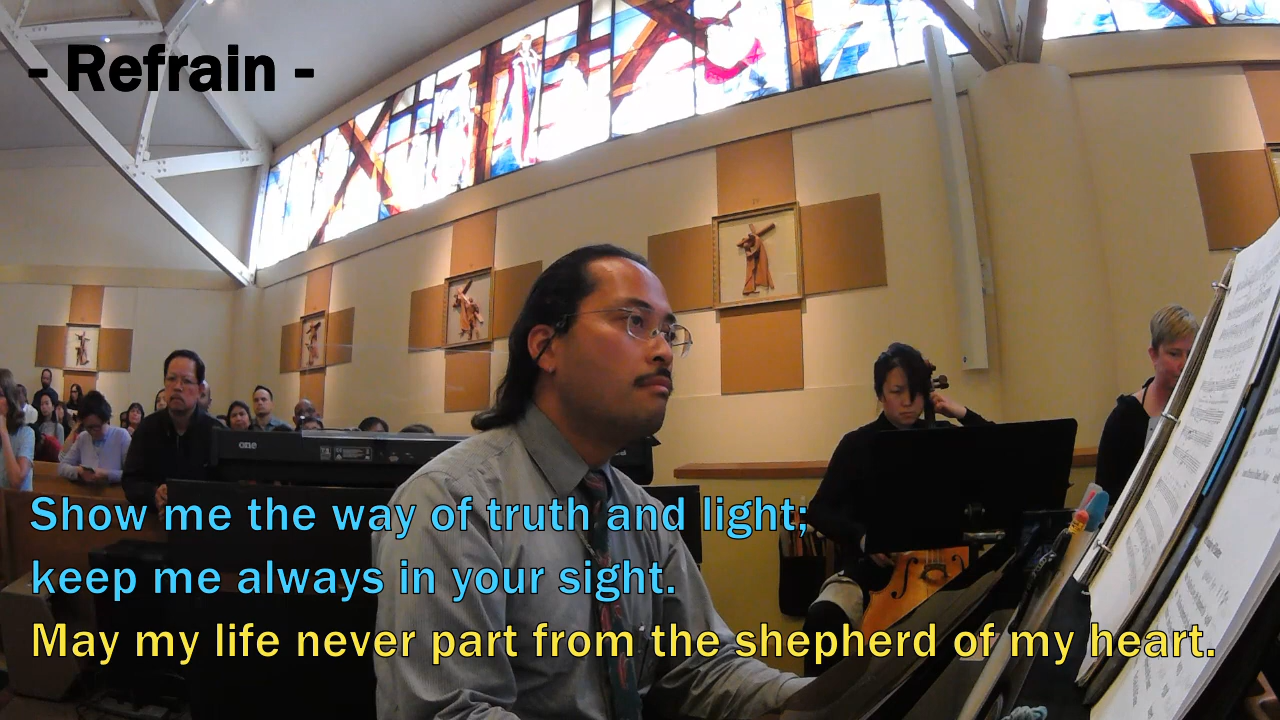 - Refrain -
one
Show me the way of truth and light;
keep me always in your sight.
May my life never part from the shepherd of my heart.